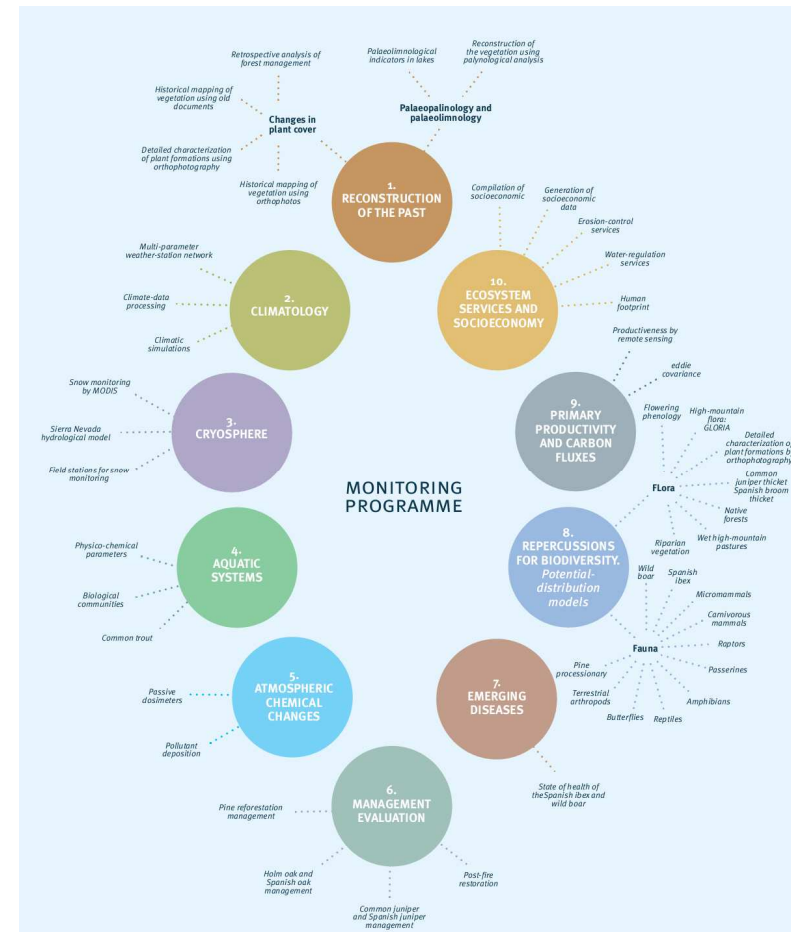 Retrospective analysis of
forest management
Historical mapping of
vegetation using old
documents
Changes in
plant cover
Detailed characterization
of plant formations using
orthophotography
Historical mapping of
vegetation using
orthophotos
Palaeolimnological
indicators in lakes
Reconstruction of
the vegetation using
palynological analysis
Palaeopalinology and
palaeolimnology
1.
RECONSTRUCTION
OF THE PAST
Multi-parameter
weather-station network
Climate-data
processing
Climatic
simulations
2.
CLIMATOLOGY
Snow monitoring
by MODIS
Sierra Nevada
hydrological model
Field stations for snow
monitoring
3.
CRYOSPHERE
MONITORING
PROGRAMME
Physico-chemical
parameters
Biological
communities
Common trout
4.
AQUATIC
SYSTEMS
Passive
dosimeters
Pollutant
deposition
5.
ATMOSPHERIC
CHEMICAL
CHANGES
6.
MANAGEMENT
EVALUATION
Pine reforestation
management
Holm oak and
Spanish oak
management
Common juniper
and Spanish juniper
management
Post-fire
restoration
7.
EMERGING
DISEASES
State of health of
theSpanish ibex and
wild boar
8.
REPERCUSSIONS
FOR BIODIVERSITY.
Potential-
distribution
models
FLora
Flowering
phenology
High-mountain
flora:
GLORIA
Detailed
characterization of
plant formations by
orthophotography
Common
juniper thicket
Spanish broom
thicket
Native
forests
Wet high-mountain
pastures
Riparian
vegetation
Fauna
Wild
boar
Spanish
ibex
Micromammals
Carnivorous
mammals
Raptors
Passerines
Amphibians
Reptiles
Butterflies
Terrestrial
arthropods
Pine
processionary
9.
PRIMARY
PRODUCTIVITY
AND CARBON
FLUXES
Productiveness by
remote sensing
eddie
covariance
10.
ECOSYSTEM
SERVICES AND
SOCIOECONOMY
Compilation of
socioeconomic
Generation of
socioeconomic
data
Erosion-control
services
Water-regulation
services
Human
footprint